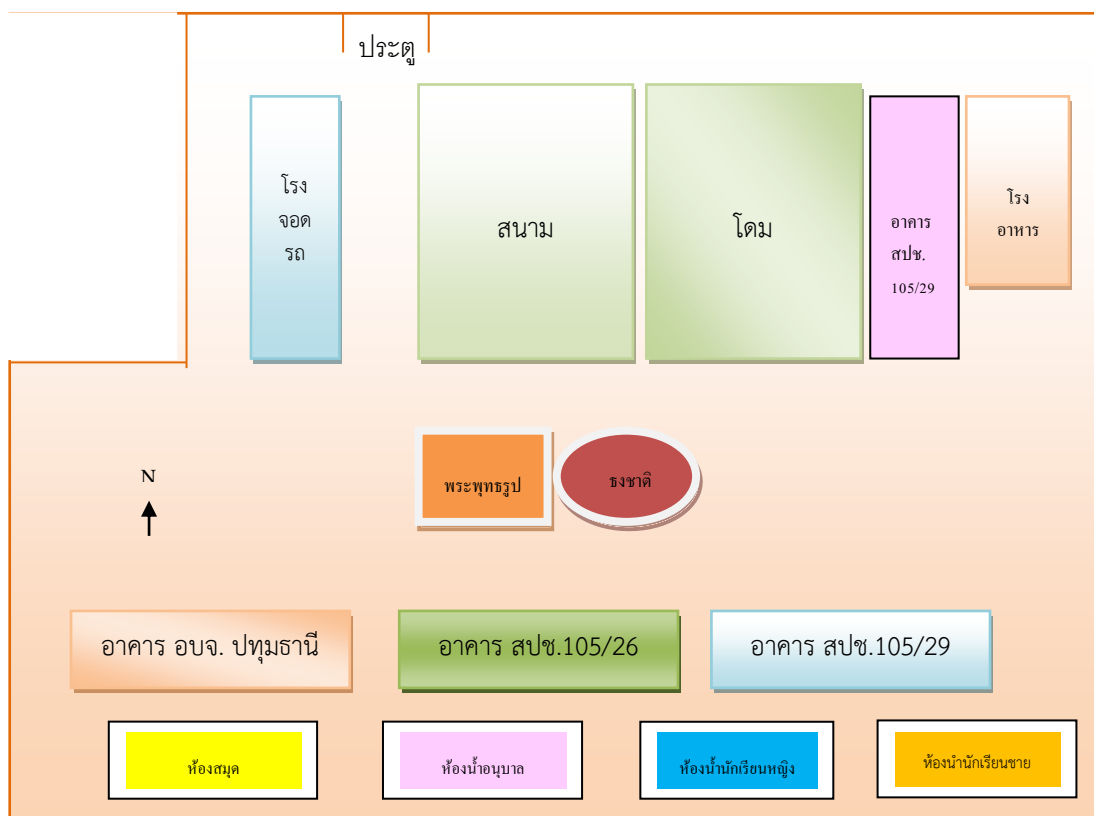 ประตู
โรง
จอด
รถ
สนาม
โดม
อาคาร
สปช.
105/29
โรง
อาหาร
N
พระพุทธรูป
ธงชาติ
อาคาร อบจ. ปทุมธานี
อาคาร สปช.105/26
อาคาร สปช.105/29
ห้องสมุด
ห้องน้ำอนุบาล
ห้องน้ำนักเรียนหญิง
ห้องนำนักเรียนชาย